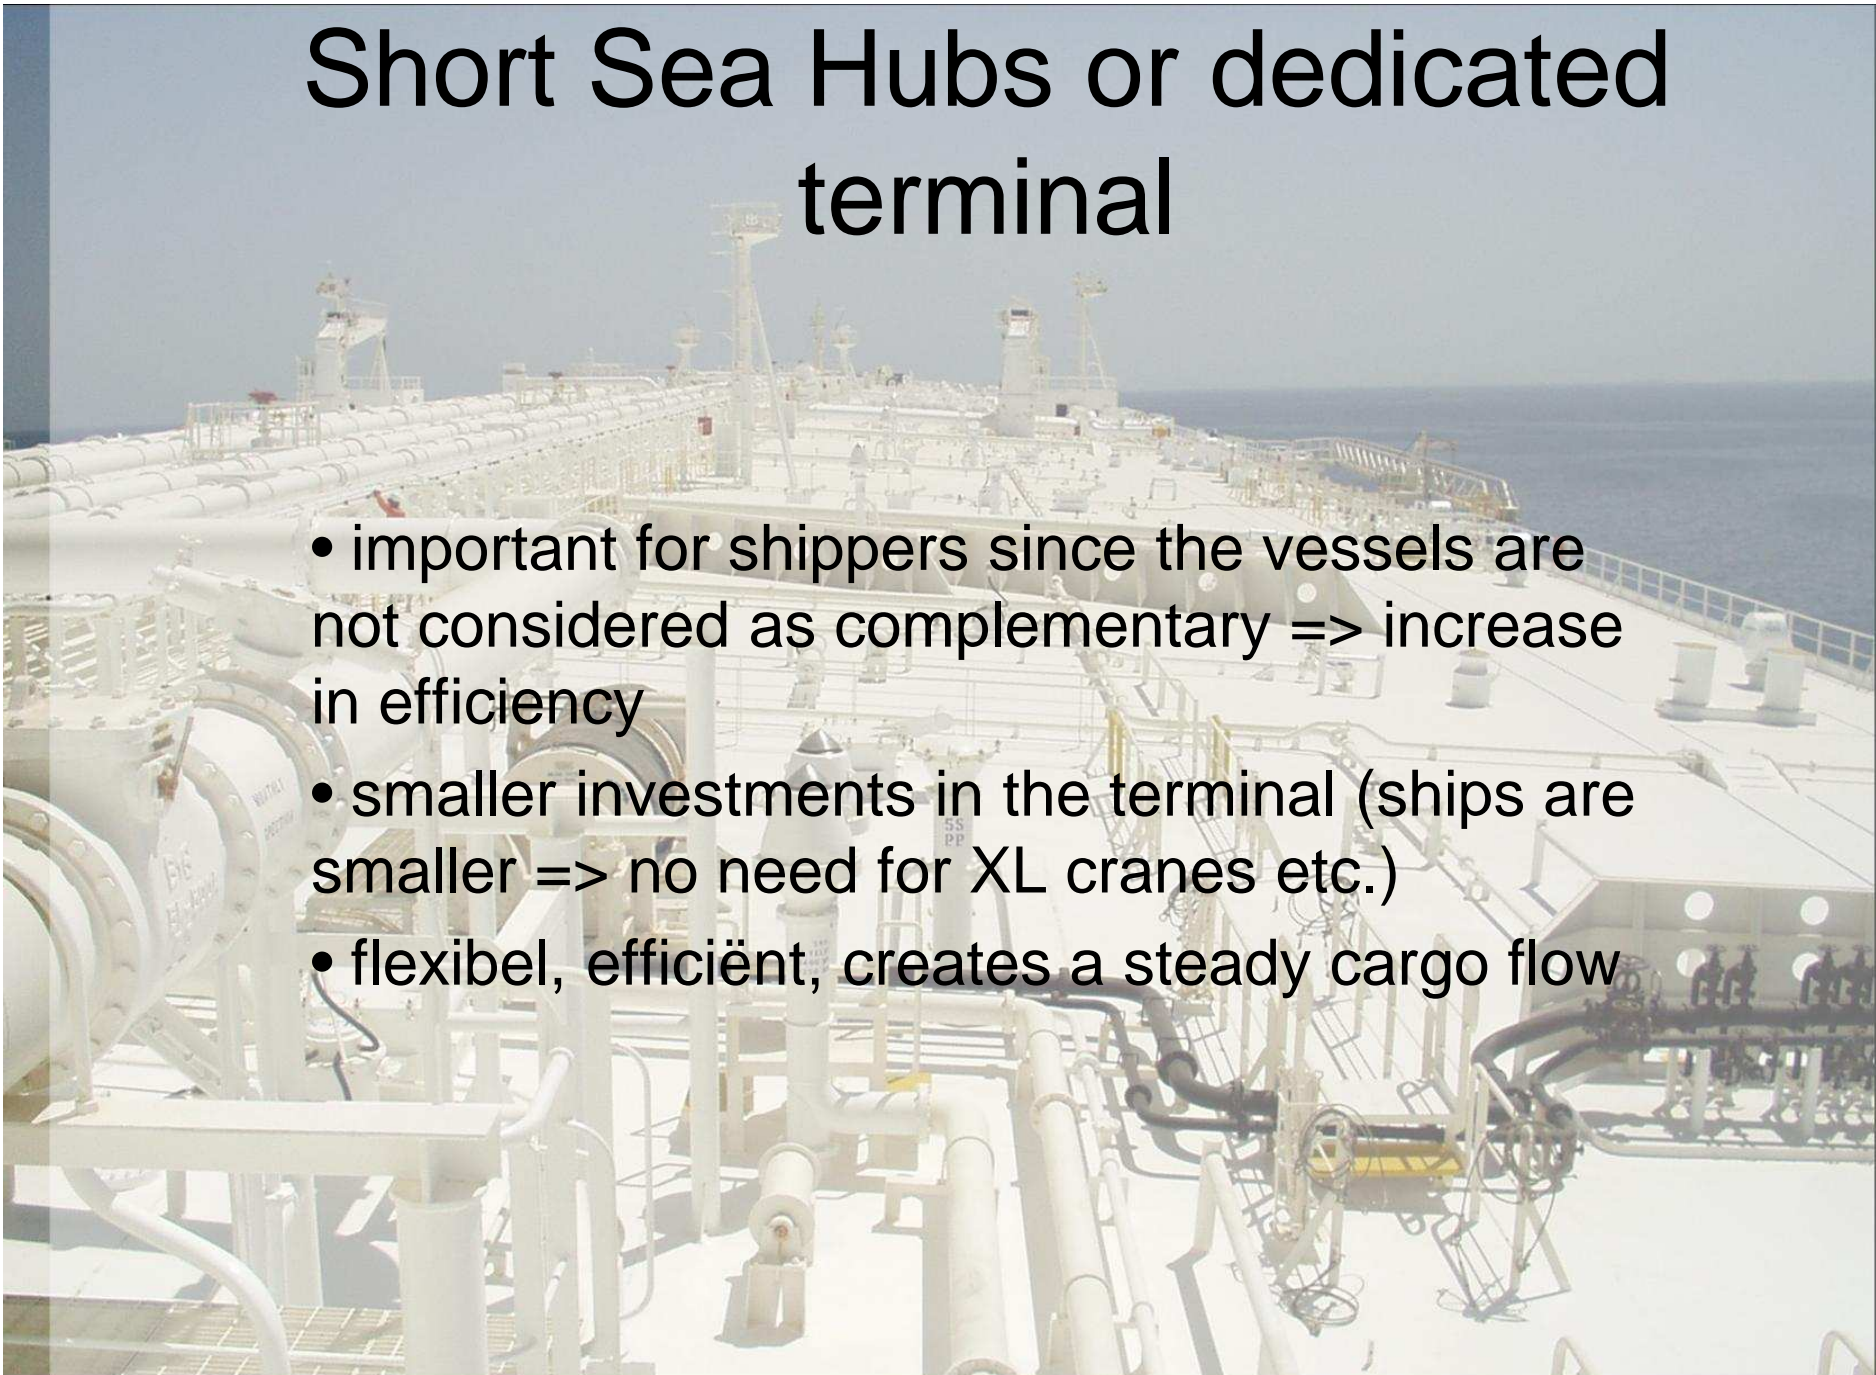 Short Sea Hubs or dedicated
terminal
• important for shippers since the vessels are
not considered as complementary => increase
in efficiency
• smaller investments in the terminal (ships are
smaller => no need for XL cranes etc.)
• flexibel, efficiënt, creates a steady cargo flow
5S
PP